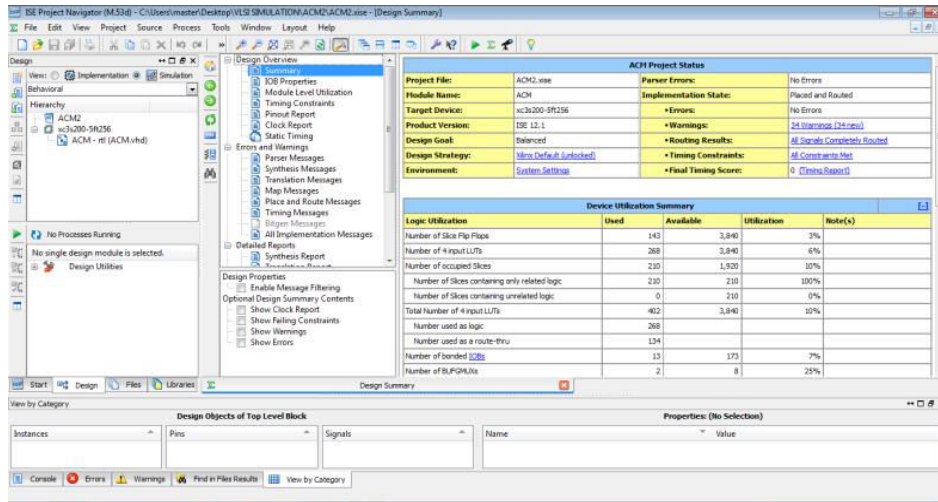 ISE Project Navigator (M.53d) - C:\Users\master\Desktop\VLSI SIMULATION\ACM2\ACM2.xise - [Design Summary]
File Edit View Project Source Process Tools Window Layout Help
Design
View: Implementation Simulation
Behavioral
Hierarchy
ACM2
xc3s200-5ft256
ACM - rtl (ACM.vhd)
No Processes Running
No single design module is selected.
Design Utilities
Start Design Files Libraries
Design Overview
Summary
IOB Properties
Module Level Utilization
Timing Constraints
Pinout Report
Clock Report
Static Timing
Errors and Warnings
Parser Messages
Synthesis Messages
Translation Messages
Map Messages
Place and Route Messages
Timing Messages
Bitgen Messages
All Implementation Messages
Detailed Reports
Synthesis Report
Translation Report
Design Properties
Enable Message Filtering
Optional Design Summary Contents
Show Clock Report
Show Failing Constraints
Show Warnings
Show Errors
Design Summary
ACM Project Status
Project File: ACM2.xise Parser Errors: No Errors
Module Name: ACM Implementation State: Placed and Routed
Target Device: xc3s200-5ft256 •Errors: No Errors
Product Version: ISE 12.1 •Warnings: 34 Warnings (34 new)
Design Goal: Balanced •Routing Results: All Signals Completely Routed
Design Strategy: Xilinx Default (unlocked) •Timing Constraints: All Constraints Met
Environment: System Settings •Final Timing Score: 0 (Timing Report)
Device Utilization Summary [-]
Logic Utilization Used Available Utilization Note(s)
Number of Slice Flip Flops 143 3,840 3%
Number of 4 input LUTs 268 3,840 6%
Number of occupied Slices 210 1,920 10%
Number of Slices containing only related logic 210 210 100%
Number of Slices containing unrelated logic 0 210 0%
Total Number of 4 input LUTs 402 3,840 10%
Number used as logic 268
Number used as a route-thru 134
Number of bonded IOBs 13 173 7%
Number of BUFGMUXs 2 8 25%
View by Category
Design Objects of Top Level Block Properties: (No Selection)
Instances Pins Signals Name Value
Console Errors Warnings Find in Files Results View by Category